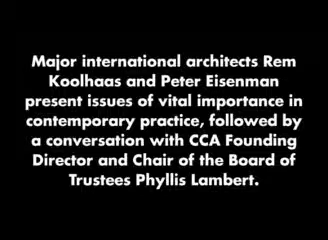 Major international architects Rem
Koolhaas and Peter Eisenman
present issues of vital importance in
contemporary practice, followed by
a conversation with CCA Founding
Director and Chair of the Board of
Trustees Phyllis Lambert.